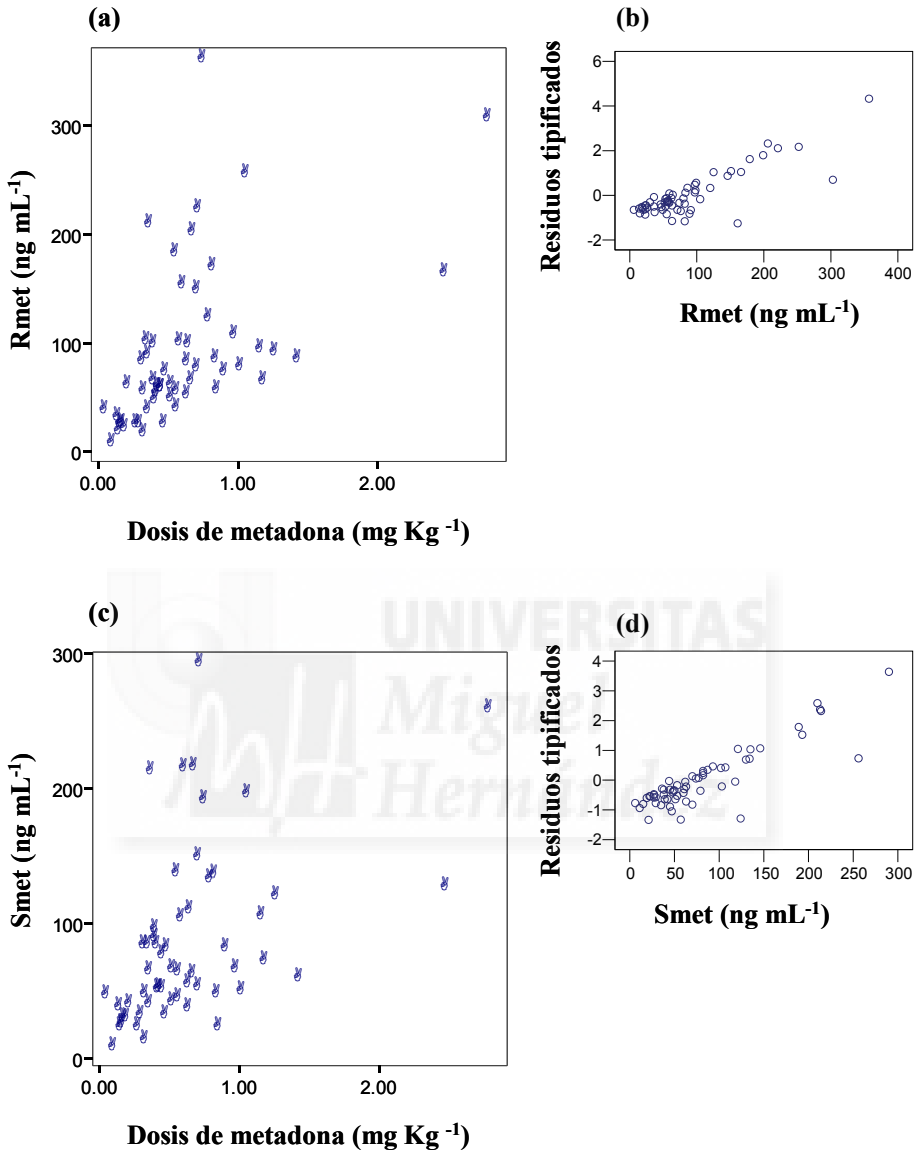 (a)
Rmet (ng mL-1)
300
200
100
0
0.00 1.00 2.00
Dosis de metadona (mg Kg -1)
(b)
Residuos tipificados
6
4
2
0
-2
0 100 200 300 400
Rmet (ng mL-1)
(c)
Smet (ng mL-1)
300
200
100
0
0.00 1.00 2.00
Dosis de metadona (mg Kg -1)
(d)
Residuos tipificados
4
3
2
1
0
-1
-2
0 50 100 150 200 250 300
Smet (ng mL-1)
UNIVERSITAS
Miguel
Hernández